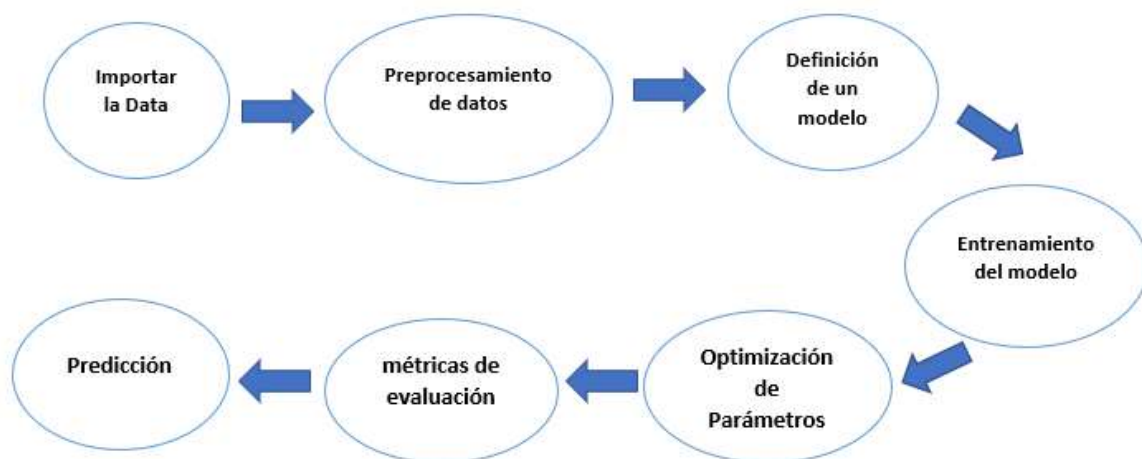 Importar
la Data
Preprocesamiento
de datos
Definición
de un
modelo
Entrenamiento
del modelo
Optimización
de
Parámetros
métricas de
evaluación
Predicción